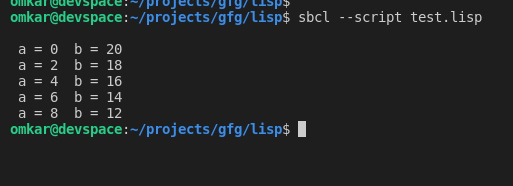 omkar@devspace:~/projects/gfg/lisp$
omkar@devspace:~/projects/gfg/lisp$ sbcl --script test.lisp
a = 0  b = 20
a = 2  b = 18
a = 4  b = 16
a = 6  b = 14
a = 8  b = 12
omkar@devspace:~/projects/gfg/lisp$